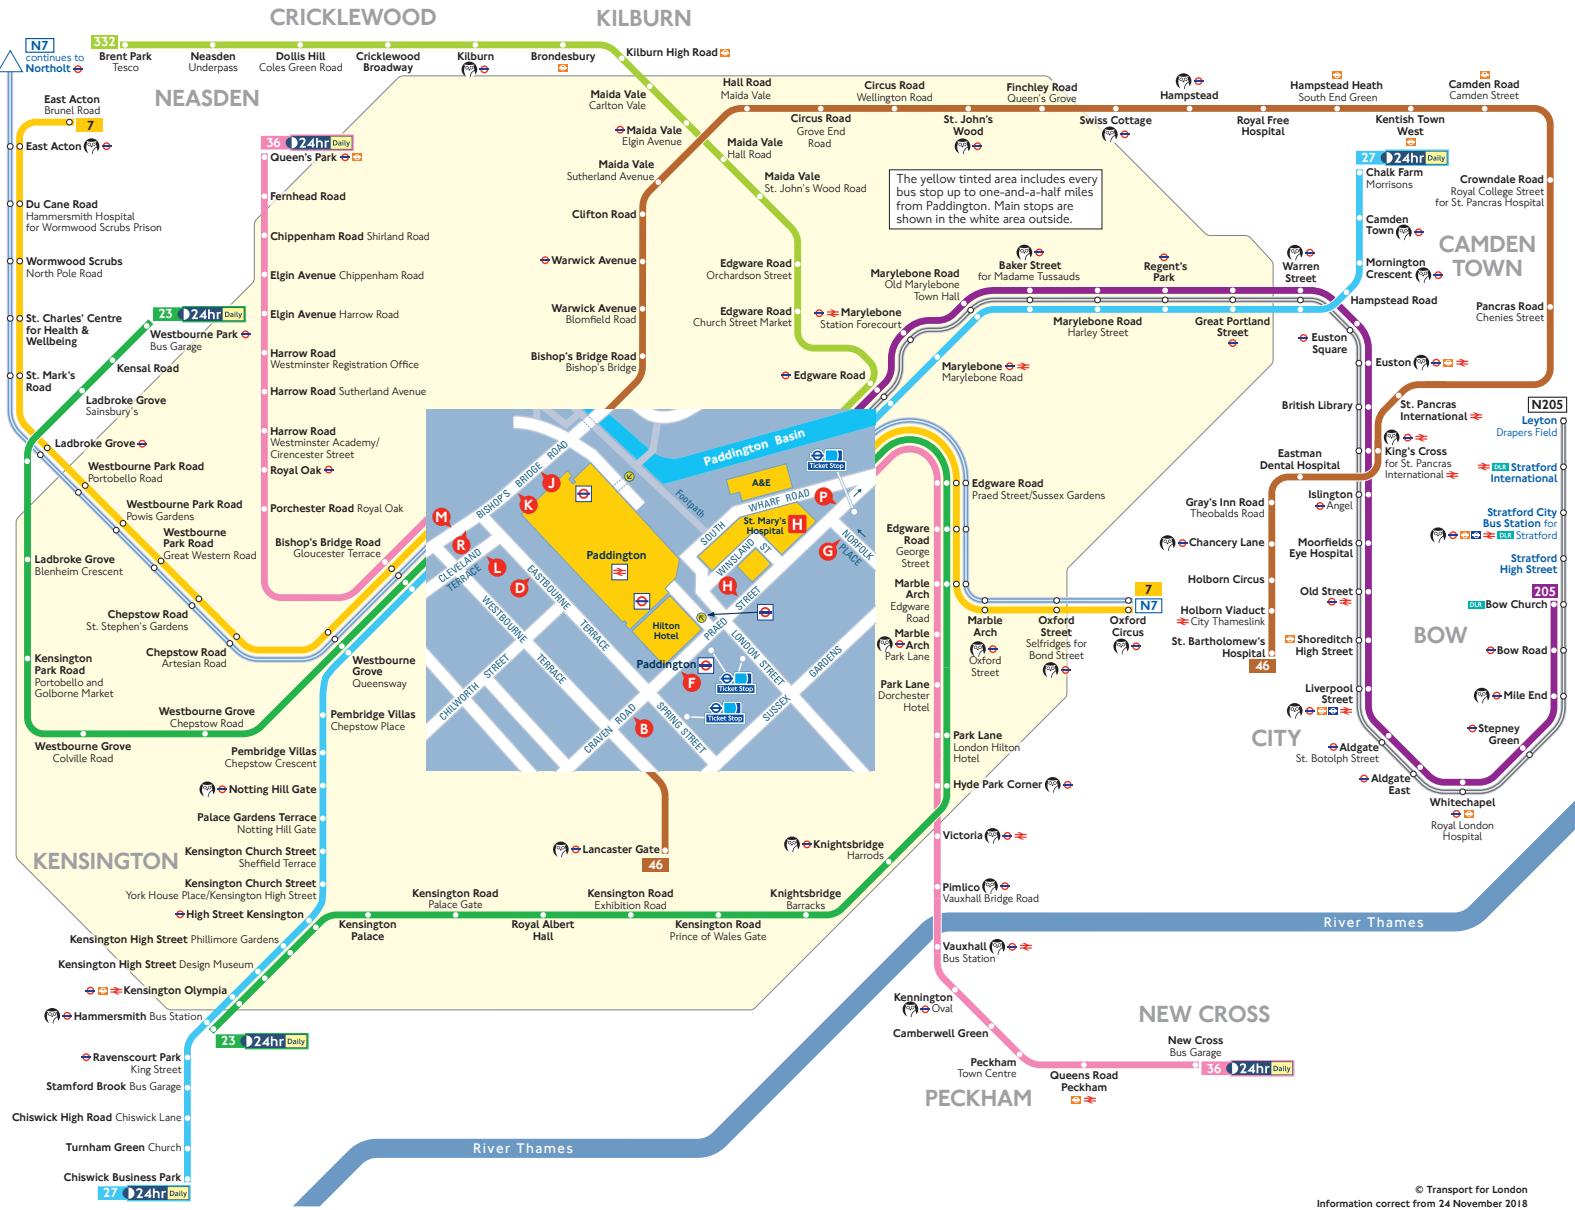 CRICKLEWOOD
KILBURN
N7
continues to
Northolt
332
Brent Park
Tesco
Neasden
Underpass
Dollis Hill
Coles Green Road
Cricklewood
Broadway
Kilburn
Brondesbury
Kilburn High Road
NEASDEN
East Acton
Brunel Road
7
East Acton
Du Cane Road
Hammersmith Hospital
for Wormwood Scrubs Prison
Wormwood Scrubs
North Pole Road
St. Charles' Centre
for Health &
Wellbeing
St. Mark's
Road
Ladbroke Grove
Westbourne Park Road
Portobello Road
Westbourne Park Road
Powis Gardens
Westbourne
Park Road
Great Western Road
Chepstow Road
St. Stephen's Gardens
Chepstow Road
Artesian Road
23 24hr Daily
Westbourne Park
Bus Garage
Kensal Road
Ladbroke Grove
Sainsbury's
Ladbroke Grove
Blenheim Crescent
Kensington
Park Road
Portobello and
Golborne Market
Westbourne Grove
Colville Road
Westbourne Grove
Chepstow Road
36 24hr Daily
Queen's Park
Fernhead Road
Chippenham Road Shirland Road
Elgin Avenue Chippenham Road
Elgin Avenue Harrow Road
Harrow Road
Westminster Registration Office
Harrow Road Sutherland Avenue
Harrow Road
Westminster Academy/
Cirencester Street
Royal Oak
Porchester Road Royal Oak
Bishop's Bridge Road
Gloucester Terrace
Maida Vale
Carlton Vale
Maida Vale
Elgin Avenue
Maida Vale
Hall Road
Maida Vale
Sutherland Avenue
Maida Vale
St. John's Wood Road
Clifton Road
Warwick Avenue
Warwick Avenue
Blomfield Road
Bishop's Bridge Road
Bishop's Bridge
Edgware Road
Orchardson Street
Edgware Road
Church Street Market
Edgware Road
Hall Road
Maida Vale
Circus Road
Grove End
Road
Circus Road
Wellington Road
St. John's
Wood
Finchley Road
Queen's Grove
Swiss Cottage
Hampstead
Royal Free
Hospital
Hampstead Heath
South End Green
Kentish Town
West
Camden Road
Camden Street
The yellow tinted area includes every
bus stop up to one-and-a-half miles
from Paddington. Main stops are
shown in the white area outside.
27 24hr Daily
Chalk Farm
Morrisons
Camden
Town
Mornington
Crescent
Hampstead Road
Crowndale Road
Royal College Street
for St. Pancras Hospital
CAMDEN
TOWN
Pancras Road
Chenies Street
Marylebone Road
Old Marylebone
Town Hall
Marylebone
Station Forecourt
Baker Street
for Madame Tussauds
Regent's
Park
Warren
Street
Marylebone Road
Harley Street
Great Portland
Street
Euston
Square
Marylebone
Marylebone Road
Euston
British Library
St. Pancras
International
King's Cross
for St. Pancras
International
Eastman
Dental Hospital
Islington
Angel
Gray's Inn Road
Theobalds Road
Chancery Lane
Moorfields
Eye Hospital
Holborn Circus
Old Street
Holborn Viaduct
City Thameslink
St. Bartholomew's
Hospital
46
Shoreditch
High Street
Liverpool
Street
CITY
Aldgate
St. Botolph Street
Aldgate
East
Whitechapel
Royal London
Hospital
N205
Leyton
Drapers Field
DLR Stratford
International
Stratford City
Bus Station for
DLR Stratford
Stratford
High Street
205
DLR Bow Church
BOW
Bow Road
Mile End
Stepney
Green
Paddington Basin
BISHOP'S BRIDGE ROAD
Footpath
A&E
Ticket Stop
SOUTH WHARF ROAD
St. Mary's
Hospital
H
WINSLAND ST
NORFOLK PLACE
J
K
M
R
L
D
P
G
H
F
B
CLEVELAND
TERRACE
EASTBOURNE TERRACE
WESTBOURNE TERRACE
CHILWORTH STREET
Paddington
Hilton
Hotel
Paddington
PRAED STREET
LONDON STREET
SUSSEX GARDENS
SPRING STREET
CRAVEN ROAD
Ticket Stop
Ticket Stop
Edgware Road
Praed Street/Sussex Gardens
Edgware
Road
George
Street
Marble
Arch
Edgware
Road
Marble
Arch
Park Lane
Park Lane
Dorchester
Hotel
Park Lane
London Hilton
Hotel
Hyde Park Corner
7
N7
Marble
Arch
Oxford
Street
Oxford
Street
Selfridges for
Bond Street
Oxford
Circus
Westbourne
Grove
Queensway
Pembridge Villas
Chepstow Place
Pembridge Villas
Chepstow Crescent
Notting Hill Gate
Palace Gardens Terrace
Notting Hill Gate
Kensington Church Street
Sheffield Terrace
Kensington Church Street
York House Place/Kensington High Street
High Street Kensington
Kensington High Street Phillimore Gardens
Kensington High Street Design Museum
Kensington Olympia
Hammersmith Bus Station
23 24hr Daily
Ravenscourt Park
King Street
Stamford Brook Bus Garage
Chiswick High Road Chiswick Lane
Turnham Green Church
Chiswick Business Park
27 24hr Daily
KENSINGTON
Kensington
Palace
Kensington Road
Palace Gate
Royal Albert
Hall
Kensington Road
Exhibition Road
Kensington Road
Prince of Wales Gate
Knightsbridge
Barracks
Knightsbridge
Harrods
Lancaster Gate
46
Victoria
Pimlico
Vauxhall Bridge Road
Vauxhall
Bus Station
Kennington
Oval
Camberwell Green
Peckham
Town Centre
Queens Road
Peckham
New Cross
Bus Garage
36 24hr Daily
NEW CROSS
PECKHAM
River Thames
River Thames
© Transport for London
Information correct from 24 November 2018